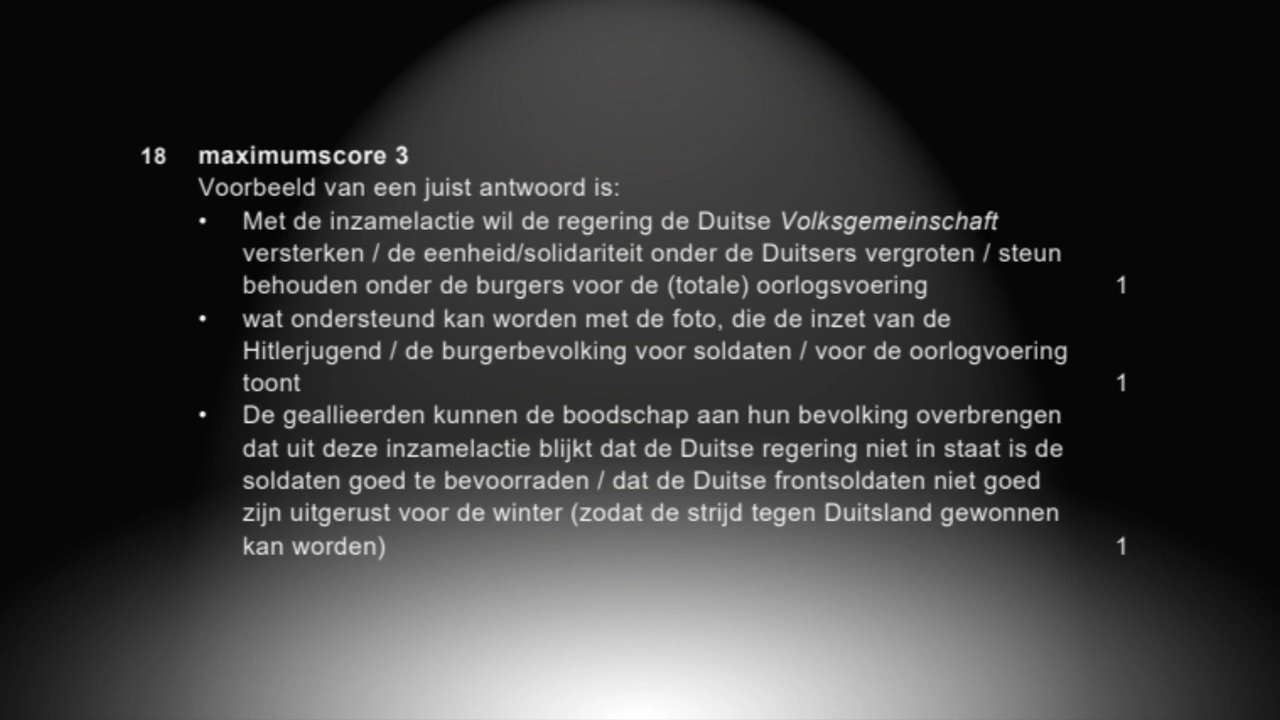 18 maximumscore 3
Voorbeeld van een juist antwoord is:
• Met de inzamelactie wil de regering de Duitse Volksgemeinschaft
versterken / de eenheid/solidariteit onder de Duitsers vergroten / steun
behouden onder de burgers voor de (totale) oorlogsvoering 1
• wat ondersteund kan worden met de foto, die de inzet van de
Hitlerjugend / de burgerbevolking voor soldaten / voor de oorlogvoering
toont 1
• De geallieerden kunnen de boodschap aan hun bevolking overbrengen
dat uit deze inzamelactie blijkt dat de Duitse regering niet in staat is de
soldaten goed te bevoorraden / dat de Duitse frontsoldaten niet goed
zijn uitgerust voor de winter (zodat de strijd tegen Duitsland gewonnen
kan worden) 1